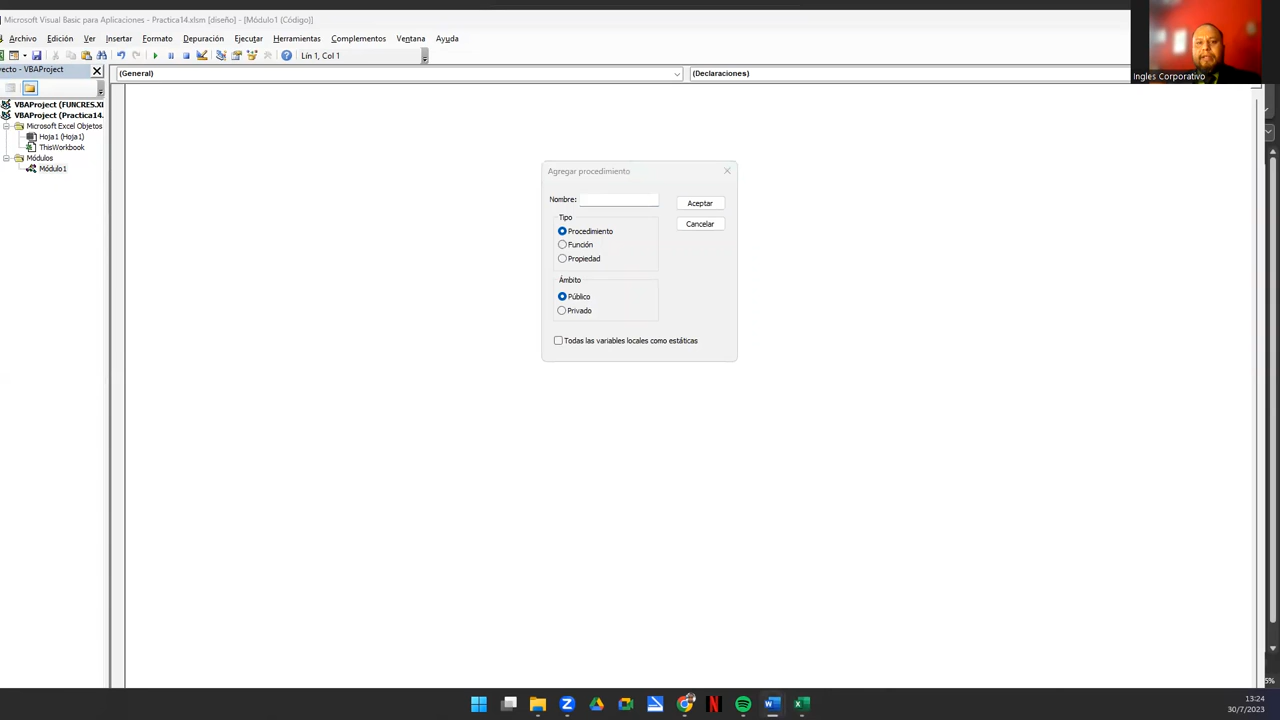 Microsoft Visual Basic para Aplicaciones - Practica14.xlsm [diseño] - [Módulo1 (Código)]
Archivo Edición Ver Insertar Formato Depuración Ejecutar Herramientas Complementos Ventana Ayuda
Lín 1, Col 1
Ingles Corporativo
yecto - VBAProject
(General)
(Declaraciones)
VBAProject (FUNCRES.XL
VBAProject (Practica14.
Microsoft Excel Objetos
Hoja1 (Hoja1)
ThisWorkbook
Módulos
Módulo1
Agregar procedimiento
Nombre:
Aceptar
Tipo
Cancelar
Procedimiento
Función
Propiedad
Ámbito
Público
Privado
Todas las variables locales como estáticas
5%
13:24
30/7/2023